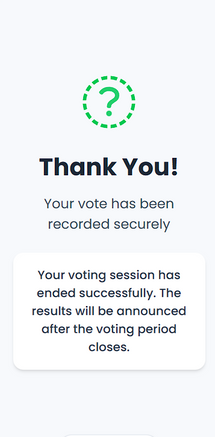 ?
Thank You!
Your vote has been
recorded securely
Your voting session has
ended successfully. The
results will be announced
after the voting period
closes.